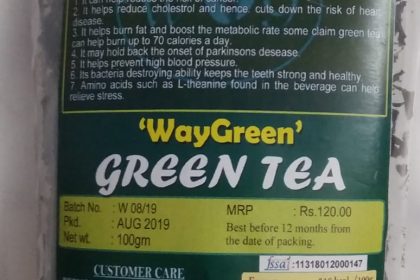 2. It helps reduce cholestrol and hence cuts down the risk of heart
disease.
3. It helps burn fat and boost the metabolic rate some claim green tea
can help burn up to 70 calories a day.
4. It may hold back the onset of parkinsons desease.
5. It helps prevent high blood pressure.
6. Its bacteria destroying ability keeps the teeth strong and healthy
7. Amino acids such as L-theanine found in the beverage can help
relieve stress.
'WayGreen'
GREEN TEA
Batch No. : W 08/19
Pkd. : AUG 2019
Net wt. : 100gm
MRP : Rs.120.00
Best before 12 months from
the date of packing.
fssai :11318012000147
CUSTOMER CARE